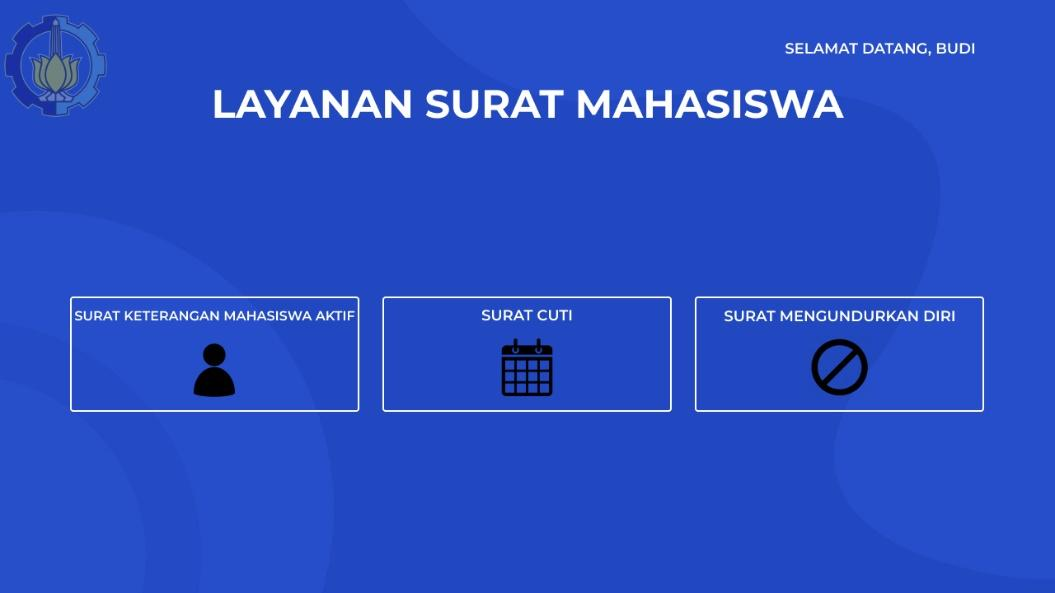 SELAMAT DATANG, BUDI
LAYANAN SURAT MAHASISWA
SURAT KETERANGAN MAHASISWA AKTIF
SURAT CUTI
SURAT MENGUNDURKAN DIRI